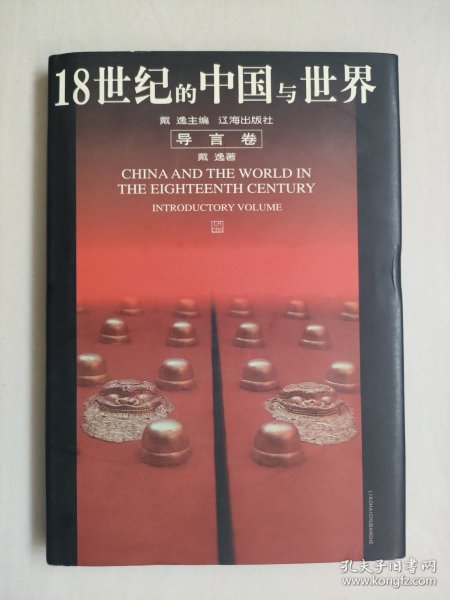 18世纪的中国与世界
戴 逸主编 辽海出版社
导言卷
戴 逸著
CHINA AND THE WORLD IN
THE EIGHTEENTH CENTURY
INTRODUCTORY VOLUME
LIAOHAICHUBANSHE
孔夫子旧书网
www.kongfz.com